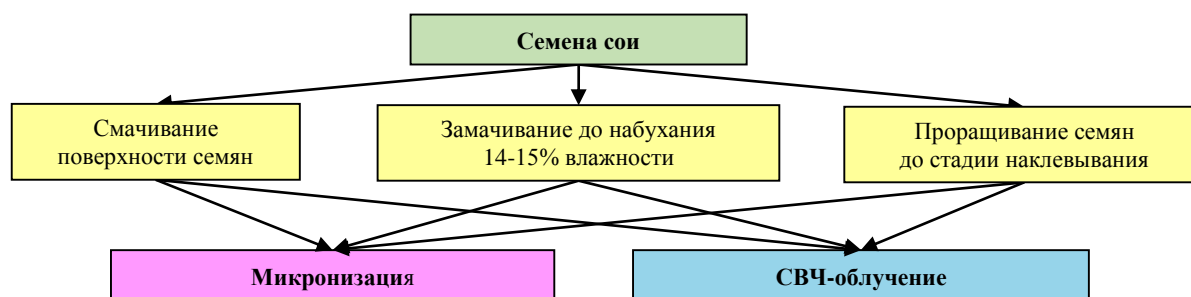 Семена сои
Смачивание
поверхности семян
Замачивание до набухания
14-15% влажности
Проращивание семян
до стадии наклевывания
Микронизация
СВЧ-облучение